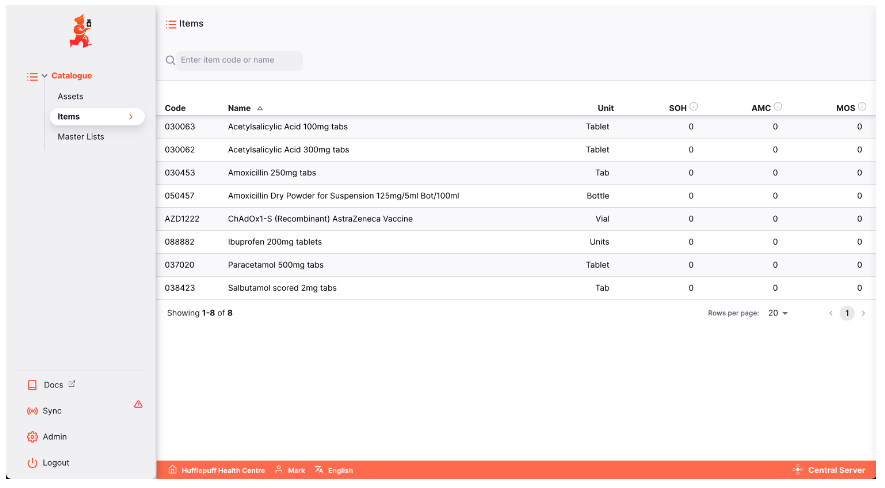 Items
Enter item code or name
Catalogue
Assets
Items
Master Lists
Code Name Unit SOH AMC MOS
030063 Acetylsalicylic Acid 100mg tabs Tablet 0 0 0
030062 Acetylsalicylic Acid 300mg tabs Tablet 0 0 0
030453 Amoxicillin 250mg tabs Tab 0 0 0
050457 Amoxicillin Dry Powder for Suspension 125mg/5ml Bot/100ml Bottle 0 0 0
AZD1222 ChAdOx1-S (Recombinant) AstraZeneca Vaccine Vial 0 0 0
088882 Ibuprofen 200mg tablets Units 0 0 0
037020 Paracetamol 500mg tabs Tablet 0 0 0
038423 Salbutamol scored 2mg tabs Tab 0 0 0
Showing 1-8 of 8 Rows per page: 20 1
Docs
Sync
Admin
Logout
Hufflepuff Health Centre Mark English Central Server